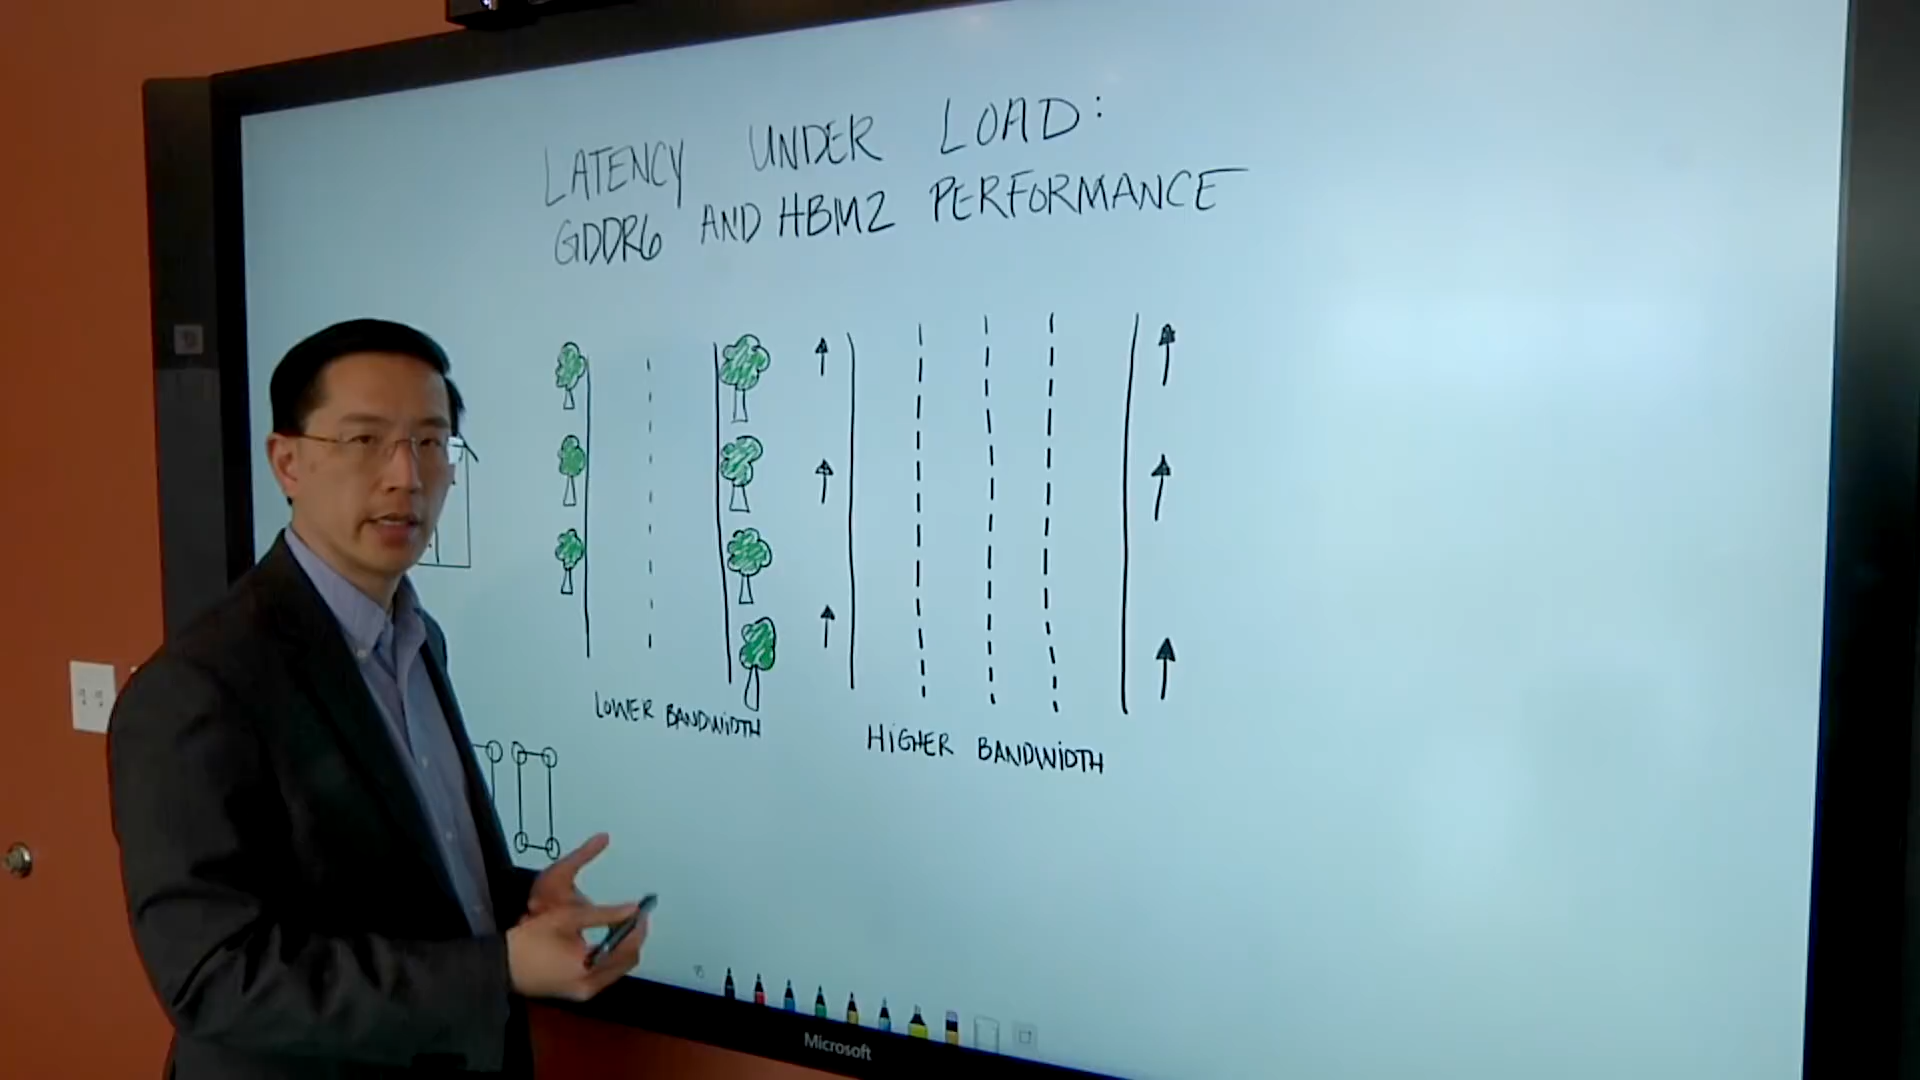 LATENCY UNDER LOAD:
GDDR6 AND HBM2 PERFORMANCE
LOWER BANDWIDTH
HIGHER BANDWIDTH
Microsoft